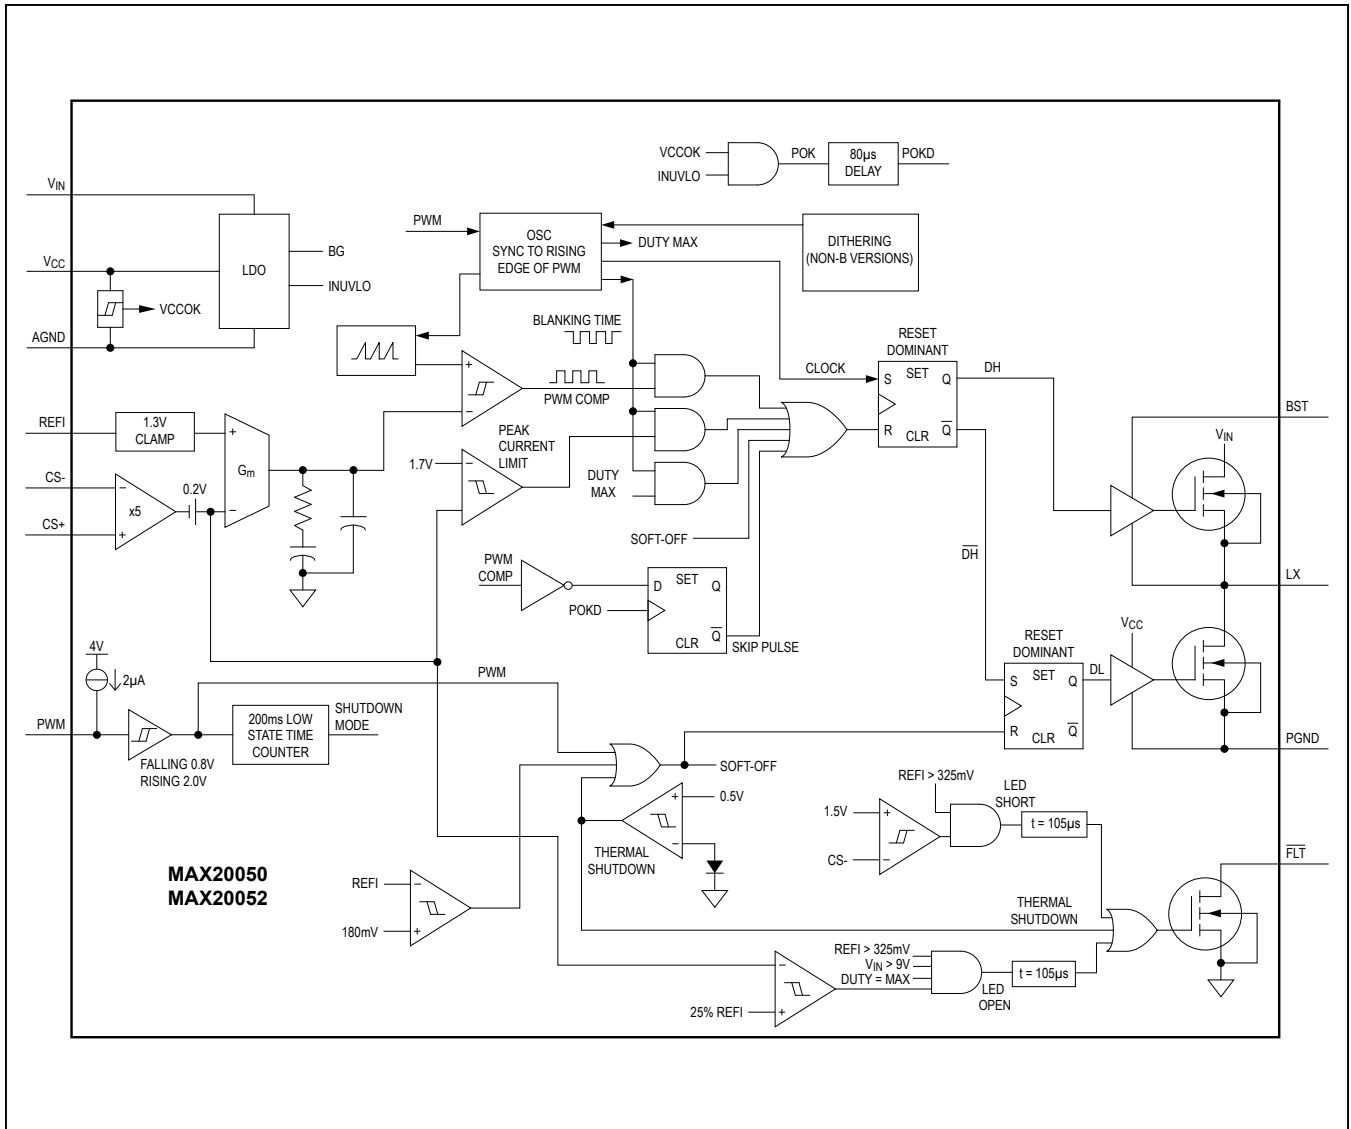 VCCOK
INUVLO
POK
80µs
DELAY
POKD
VIN
VCC
AGND
LDO
BG
INUVLO
VCCOK
PWM
OSC
SYNC TO RISING
EDGE OF PWM
DUTY MAX
DITHERING
(NON-B VERSIONS)
BLANKING TIME
CLOCK
RESET
DOMINANT
S
SET
Q
R
CLR
Q̅
DH
BST
VIN
REFI
1.3V
CLAMP
+
Gm
−
+
−
PWM COMP
PEAK
CURRENT
LIMIT
1.7V
−
+
DUTY
MAX
CS-
CS+
−
x5
+
0.2V
SOFT-OFF
D̅H̅
LX
PWM
COMP
POKD
D
SET
Q
CLR
Q̅
SKIP PULSE
VCC
RESET
DOMINANT
S
SET
Q
R
CLR
Q̅
DL
PGND
4V
2µA
PWM
FALLING 0.8V
RISING 2.0V
200ms LOW
STATE TIME
COUNTER
SHUTDOWN
MODE
PWM
SOFT-OFF
+
0.5V
−
THERMAL
SHUTDOWN
REFI > 325mV
LED
SHORT
1.5V
+
CS-
−
t = 105µs
F̅L̅T̅
MAX20050
MAX20052
REFI
−
180mV
+
THERMAL
SHUTDOWN
REFI > 325mV
VIN > 9V
DUTY = MAX
−
25% REFI
+
LED
OPEN
t = 105µs